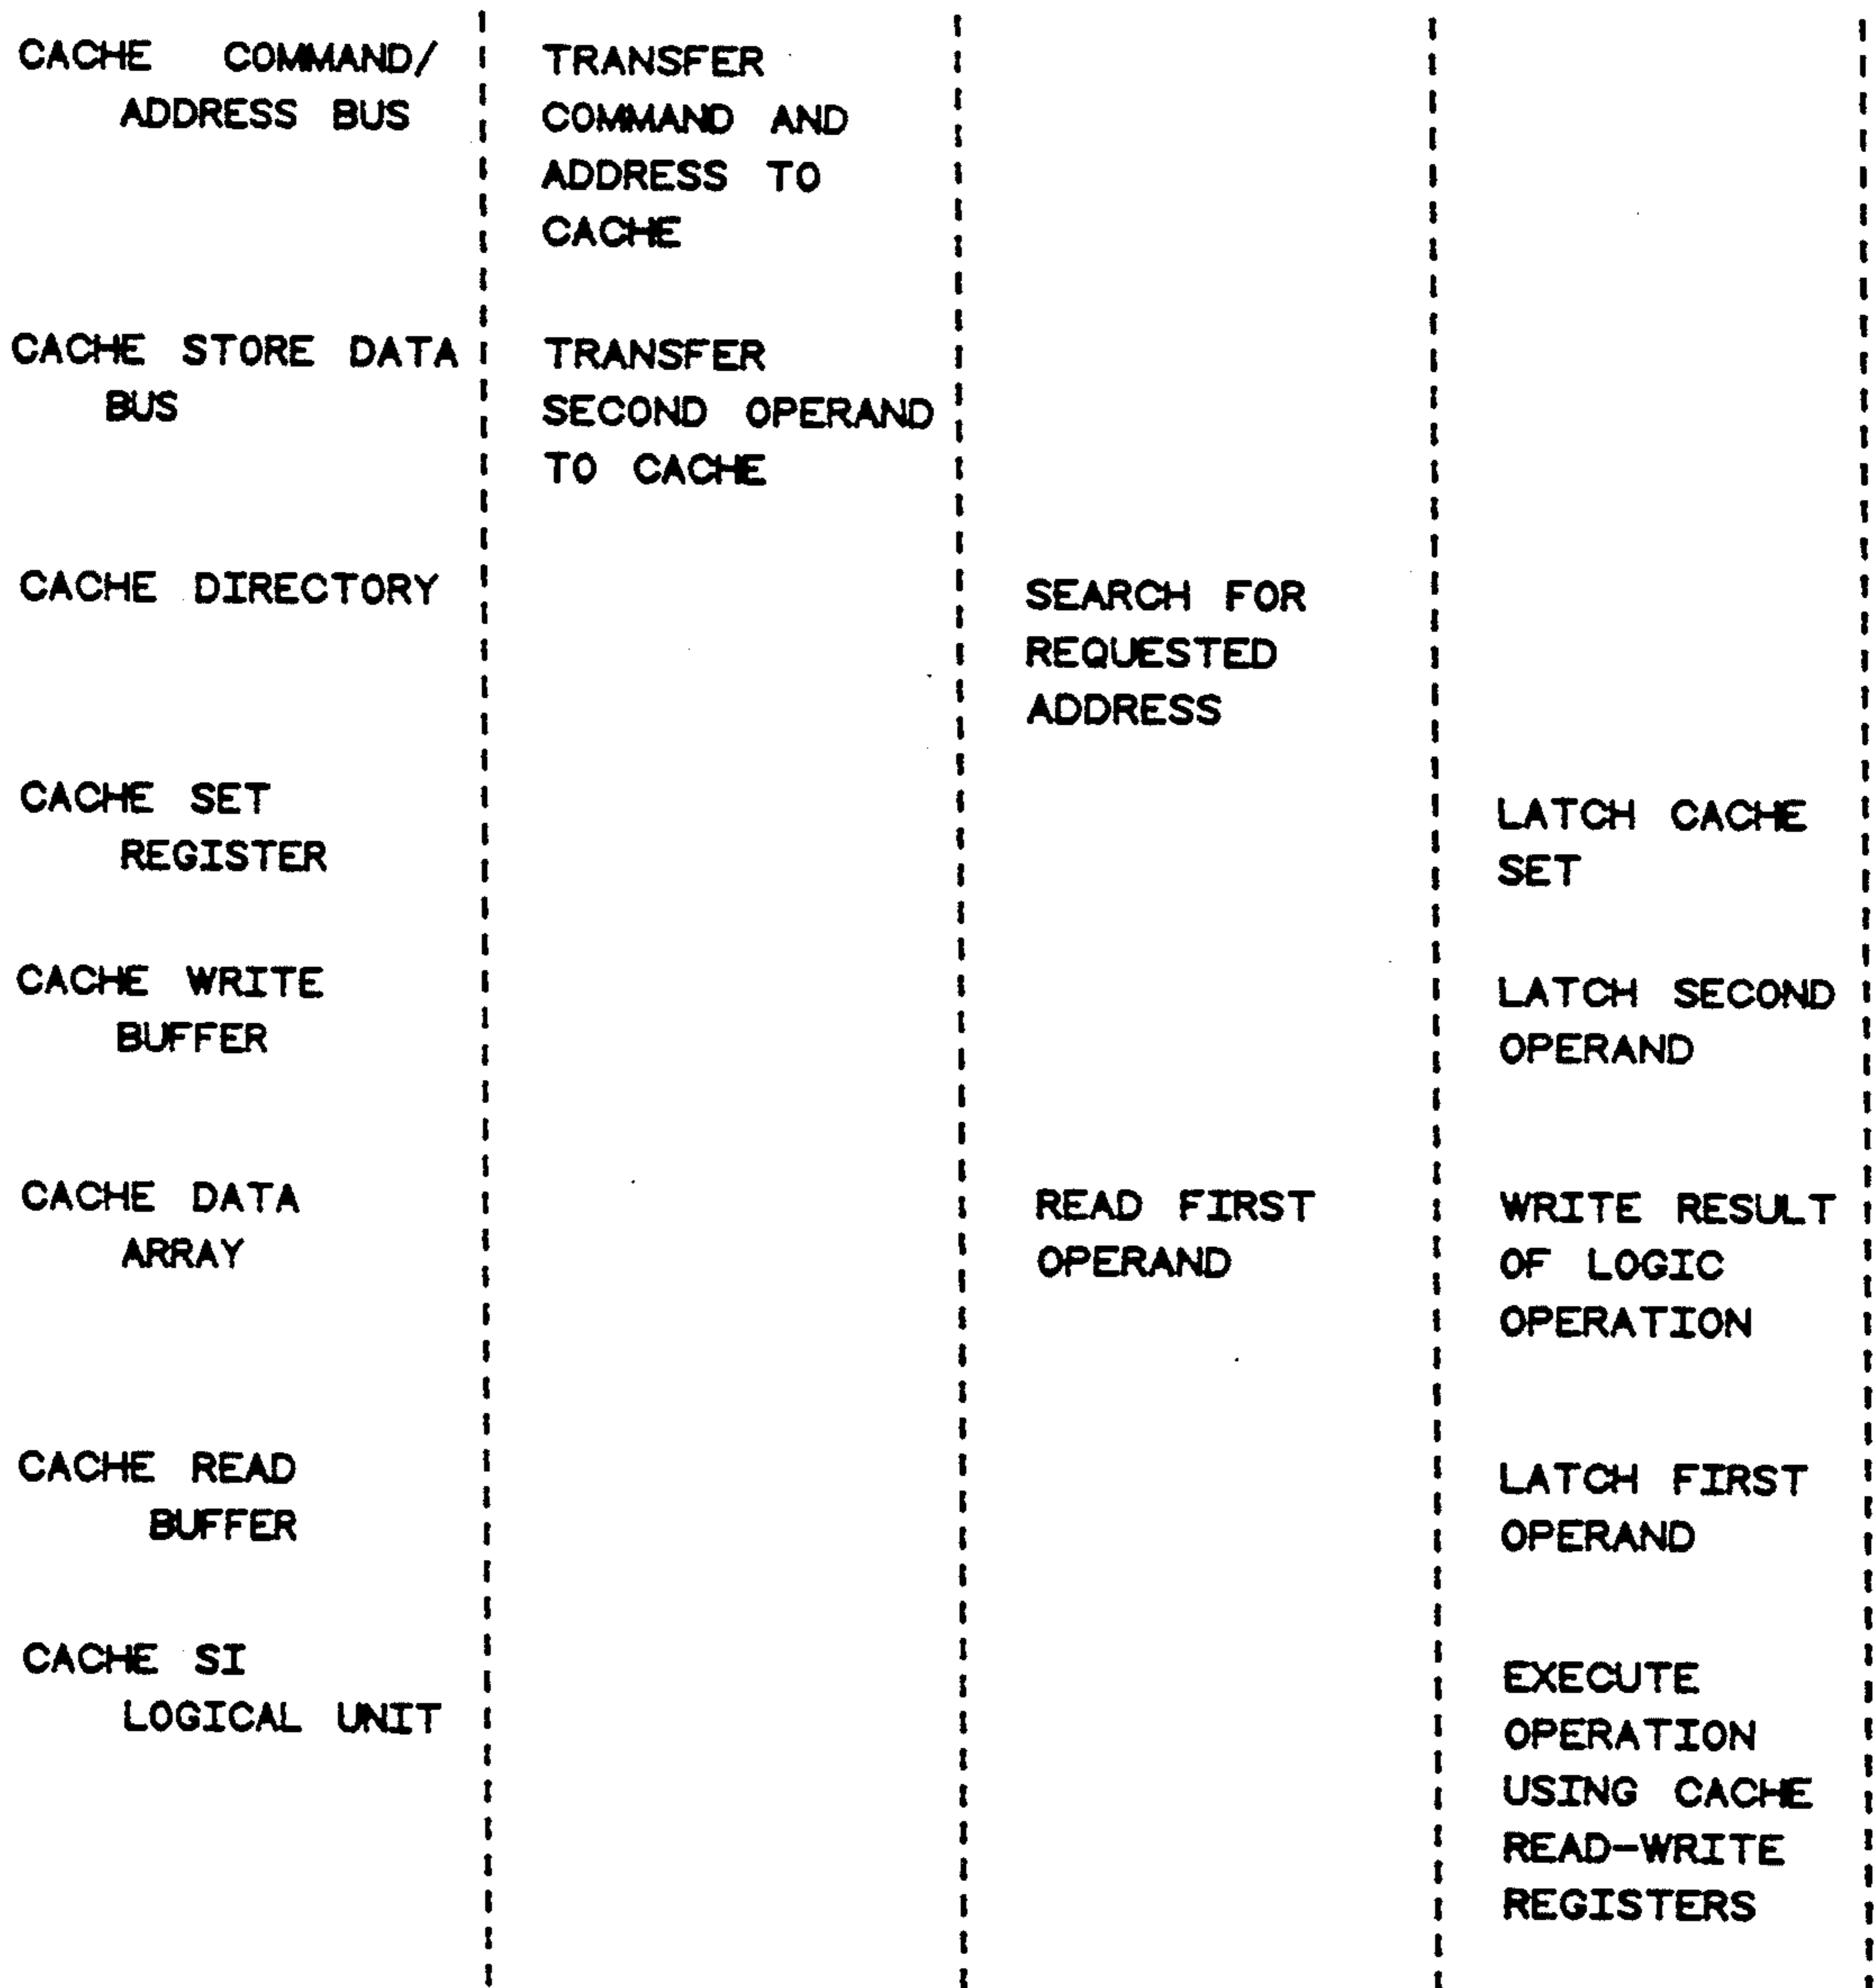 CACHE COMMAND/
ADDRESS BUS
TRANSFER
COMMAND AND
ADDRESS TO
CACHE
CACHE STORE DATA
BUS
TRANSFER
SECOND OPERAND
TO CACHE
CACHE DIRECTORY
SEARCH FOR
REQUESTED
ADDRESS
CACHE SET
REGISTER
LATCH CACHE
SET
CACHE WRITE
BUFFER
LATCH SECOND
OPERAND
CACHE DATA
ARRAY
READ FIRST
OPERAND
WRITE RESULT
OF LOGIC
OPERATION
CACHE READ
BUFFER
LATCH FIRST
OPERAND
CACHE SI
LOGICAL UNIT
EXECUTE
OPERATION
USING CACHE
READ-WRITE
REGISTERS